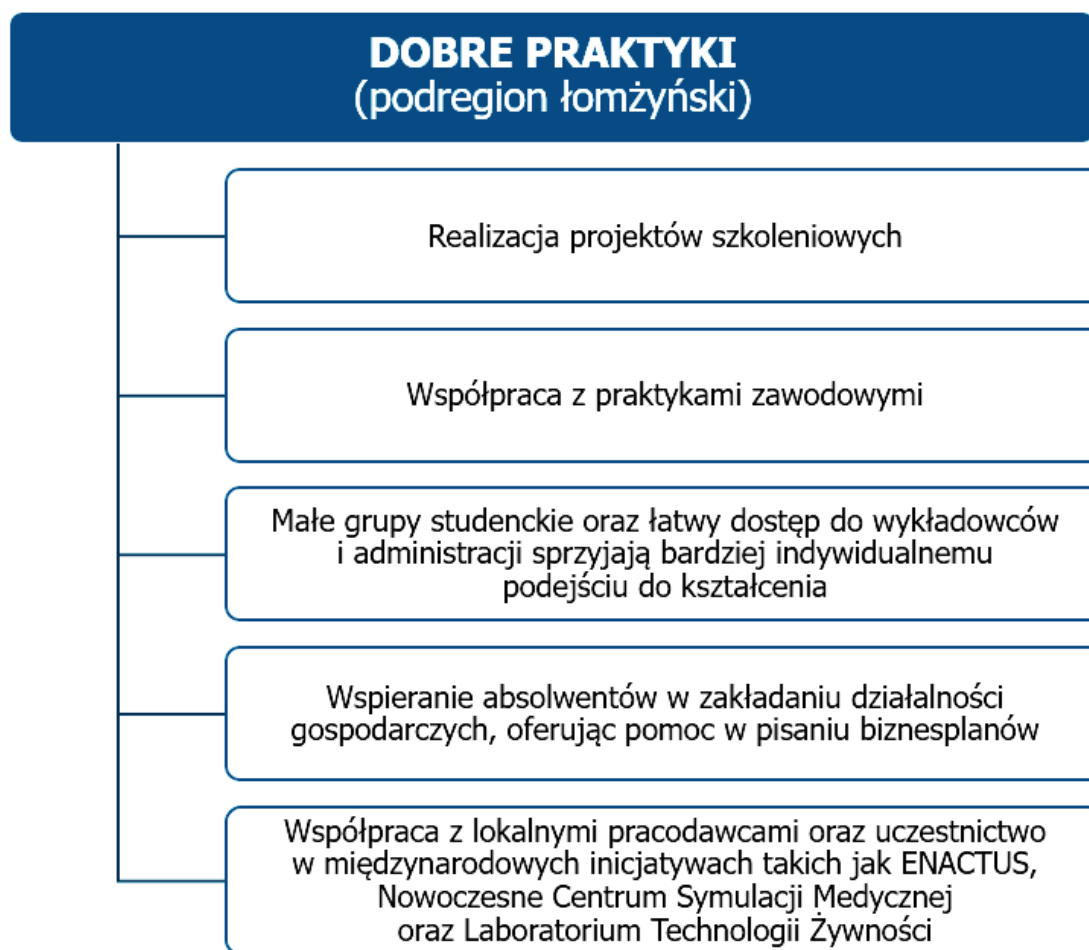 DOBRE PRAKTYKI
(podregion łomżyński)
Realizacja projektów szkoleniowych
Współpraca z praktykami zawodowymi
Małe grupy studenckie oraz łatwy dostęp do wykładowców
i administracji sprzyjają bardziej indywidualnemu
podejściu do kształcenia
Wspieranie absolwentów w zakładaniu działalności
gospodarczych, oferując pomoc w pisaniu biznesplanów
Współpraca z lokalnymi pracodawcami oraz uczestnictwo
w międzynarodowych inicjatywach takich jak ENACTUS,
Nowoczesne Centrum Symulacji Medycznej
oraz Laboratorium Technologii Żywności